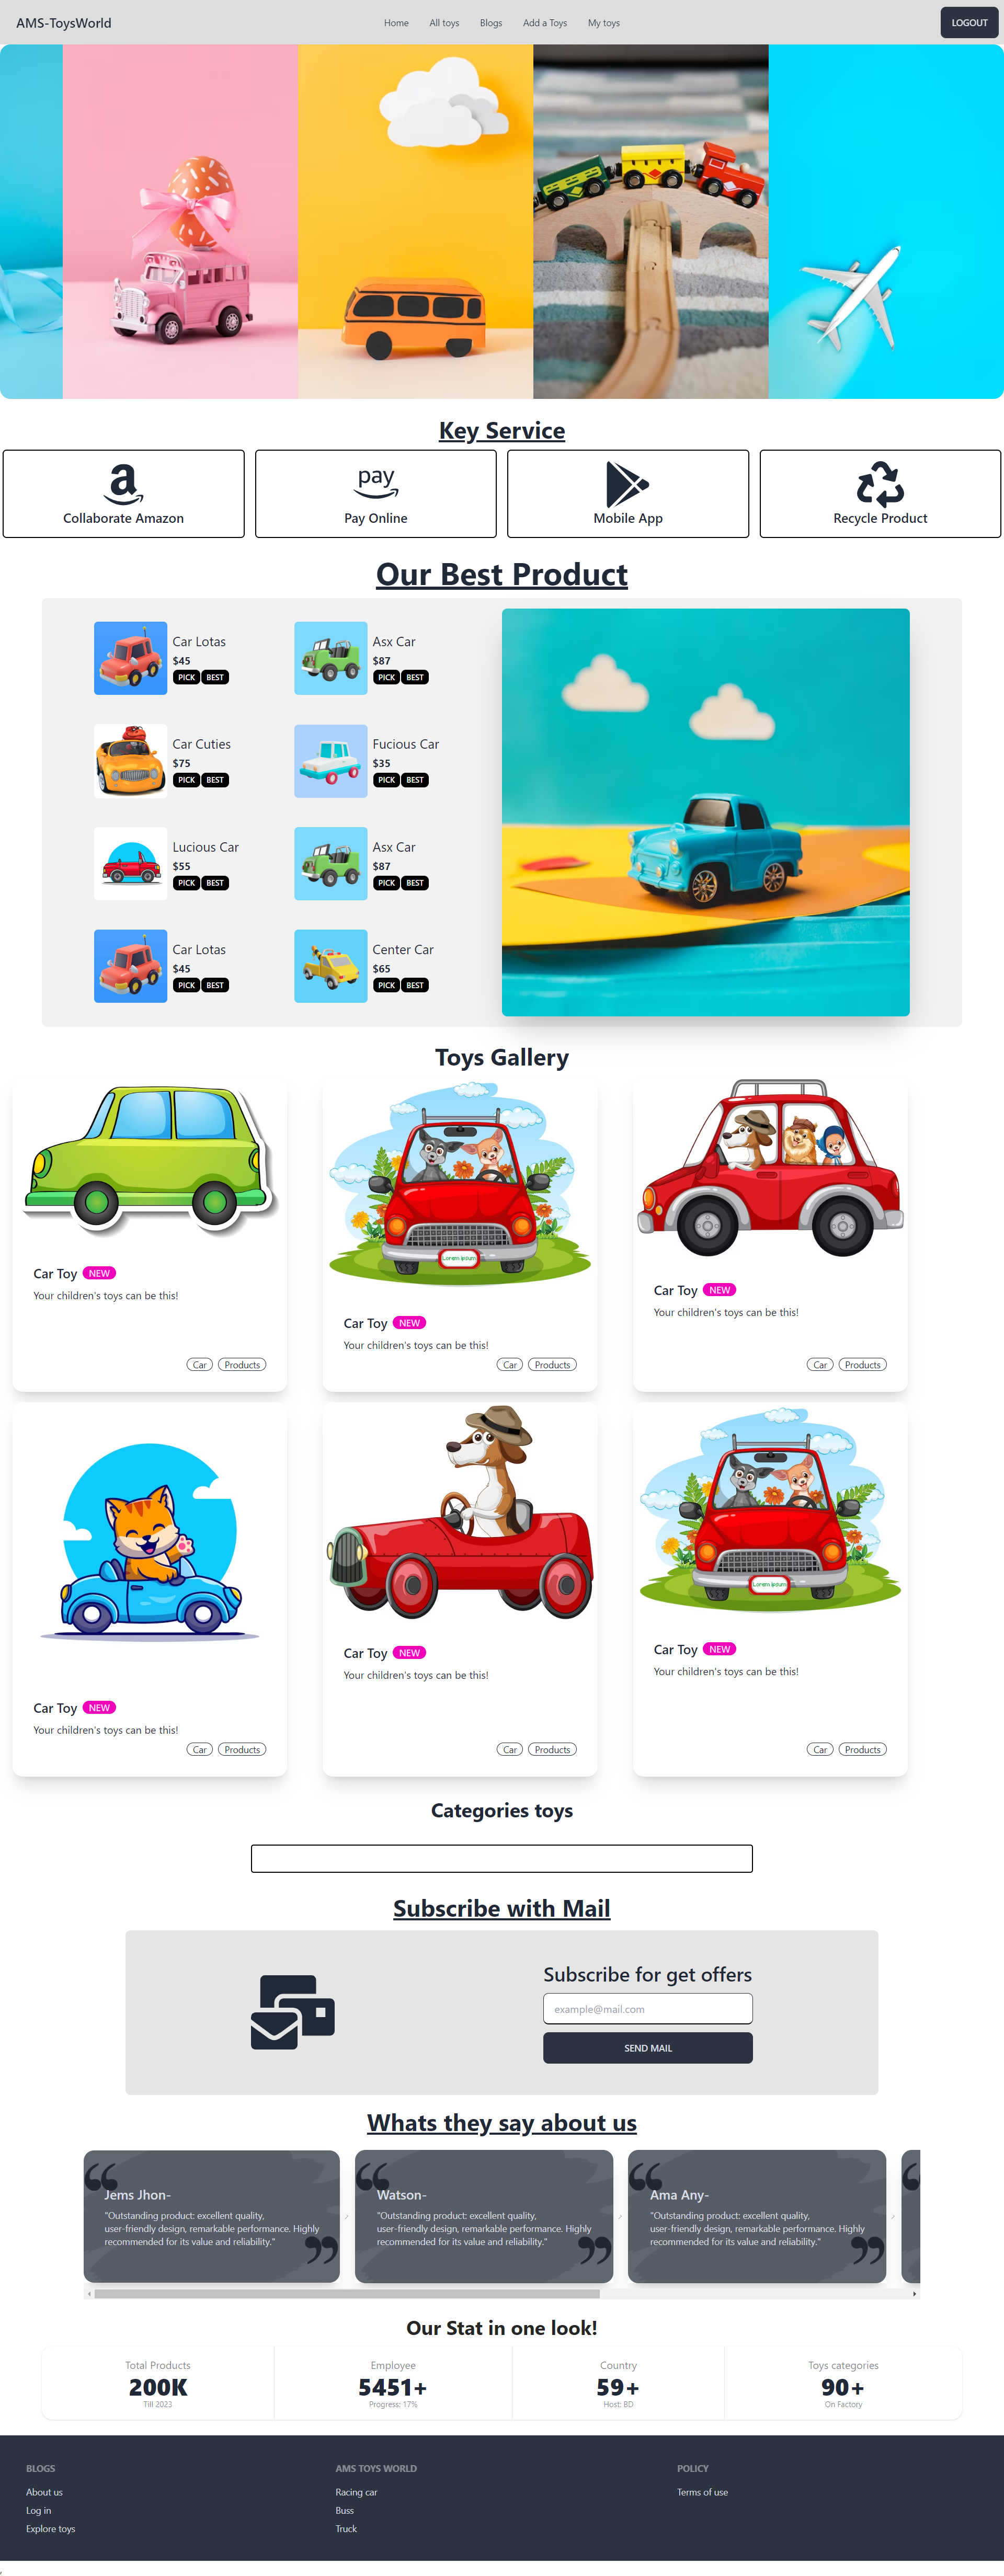 AMS-ToysWorld
Home All toys Blogs Add a Toys My toys
LOGOUT
Key Service
Collaborate Amazon
pay
Pay Online
Mobile App
Recycle Product
Our Best Product
Car Lotas
$45
PICK BEST
Asx Car
$87
PICK BEST
Car Cuties
$75
PICK BEST
Fucious Car
$35
PICK BEST
Lucious Car
$55
PICK BEST
Asx Car
$87
PICK BEST
Car Lotas
$45
PICK BEST
Center Car
$65
PICK BEST
Toys Gallery
Car Toy NEW
Your children's toys can be this!
Car Products
Lorem Ipsum
Car Toy NEW
Your children's toys can be this!
Car Products
Car Toy NEW
Your children's toys can be this!
Car Products
Car Toy NEW
Your children's toys can be this!
Car Products
Car Toy NEW
Your children's toys can be this!
Car Products
Lorem Ipsum
Car Toy NEW
Your children's toys can be this!
Car Products
Categories toys
Subscribe with Mail
Subscribe for get offers
example@mail.com
SEND MAIL
Whats they say about us
Jems Jhon-
"Outstanding product: excellent quality,
user-friendly design, remarkable performance. Highly
recommended for its value and reliability."
Watson-
"Outstanding product: excellent quality,
user-friendly design, remarkable performance. Highly
recommended for its value and reliability."
Ama Any-
"Outstanding product: excellent quality,
user-friendly design, remarkable performance. Highly
recommended for its value and reliability."
Our Stat in one look!
Total Products
200K
Till 2023
Employee
5451+
Progress: 17%
Country
59+
Host: BD
Toys categories
90+
On Factory
BLOGS
About us
Log in
Explore toys
AMS TOYS WORLD
Racing car
Buss
Truck
POLICY
Terms of use